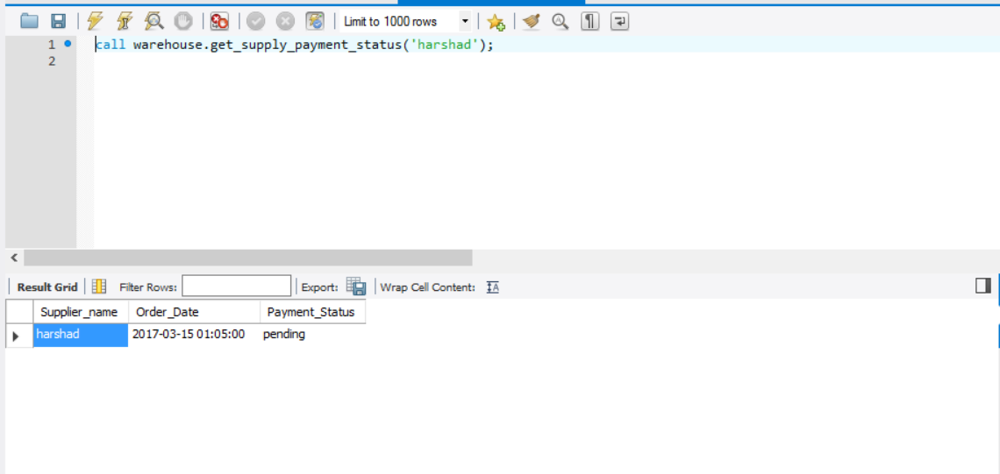 Limit to 1000 rows
1 call warehouse.get_supply_payment_status('harshad');
2
Result Grid Filter Rows: Export: Wrap Cell Content: IA
Supplier_name Order_Date Payment_Status
harshad 2017-03-15 01:05:00 pending